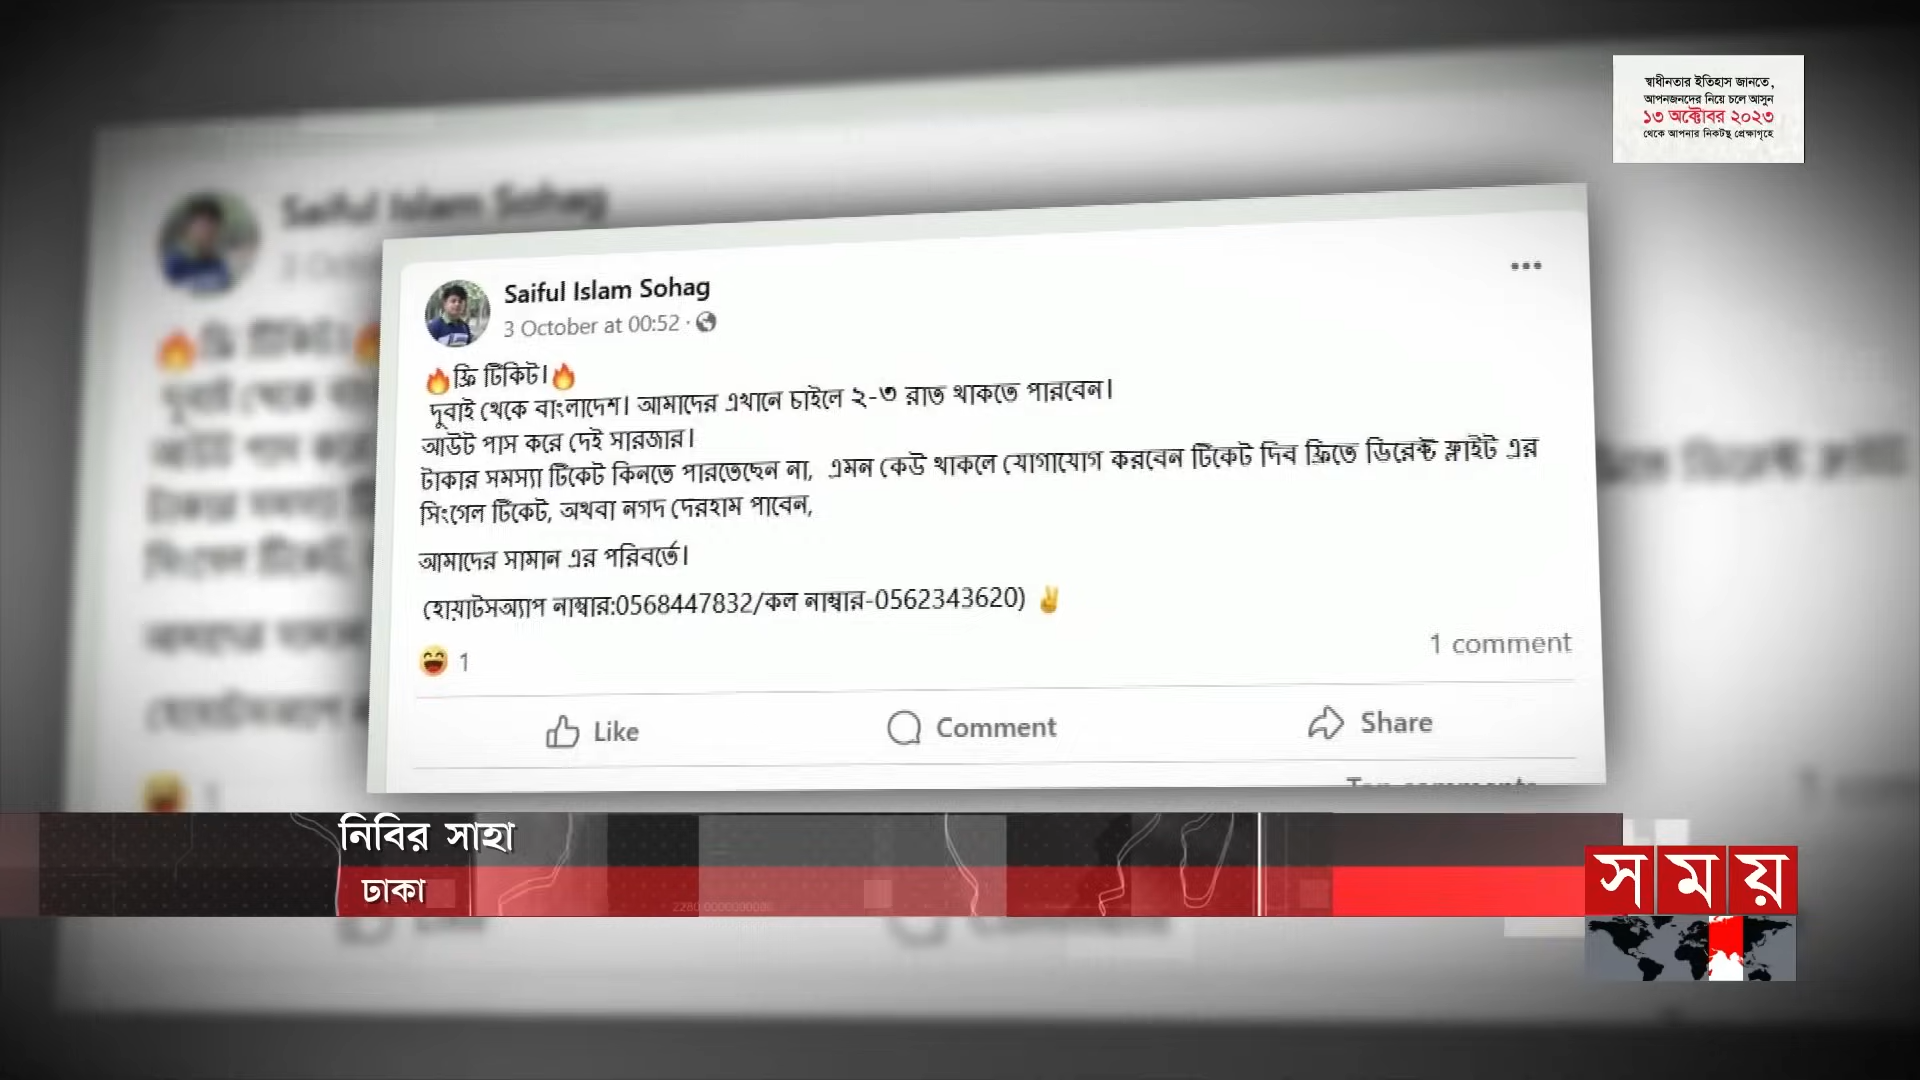 স্বাধীনতার ইতিহাস জানতে,
আপনজনদের নিয়ে চলে আসুন
১৩ অক্টোবর ২০২৩
থেকে আপনার নিকটস্থ প্রেক্ষাগৃহে
Saiful Islam Sohag
3 October at 00:52
🔥ফ্রি টিকিট।🔥
দুবাই থেকে বাংলাদেশ। আমাদের এখানে চাইলে ২-৩ রাত থাকতে পারবেন।
আউট পাস করে দেই সারজার।
টাকার সমস্যা টিকেট কিনতে পারতেছেন না, এমন কেউ থাকলে যোগাযোগ করবেন টিকেট দিব ফ্রিতে ডিরেক্ট ফ্লাইট এর
সিংগেল টিকেট, অথবা নগদ দেরহাম পাবেন,
আমাদের সামান এর পরিবর্তে।
হোয়াটসঅ্যাপ নাম্বার:0568447832/কল নাম্বার-0562343620) ✌
1
1 comment
Like
Comment
Share
নিবির সাহা
ঢাকা
সময়